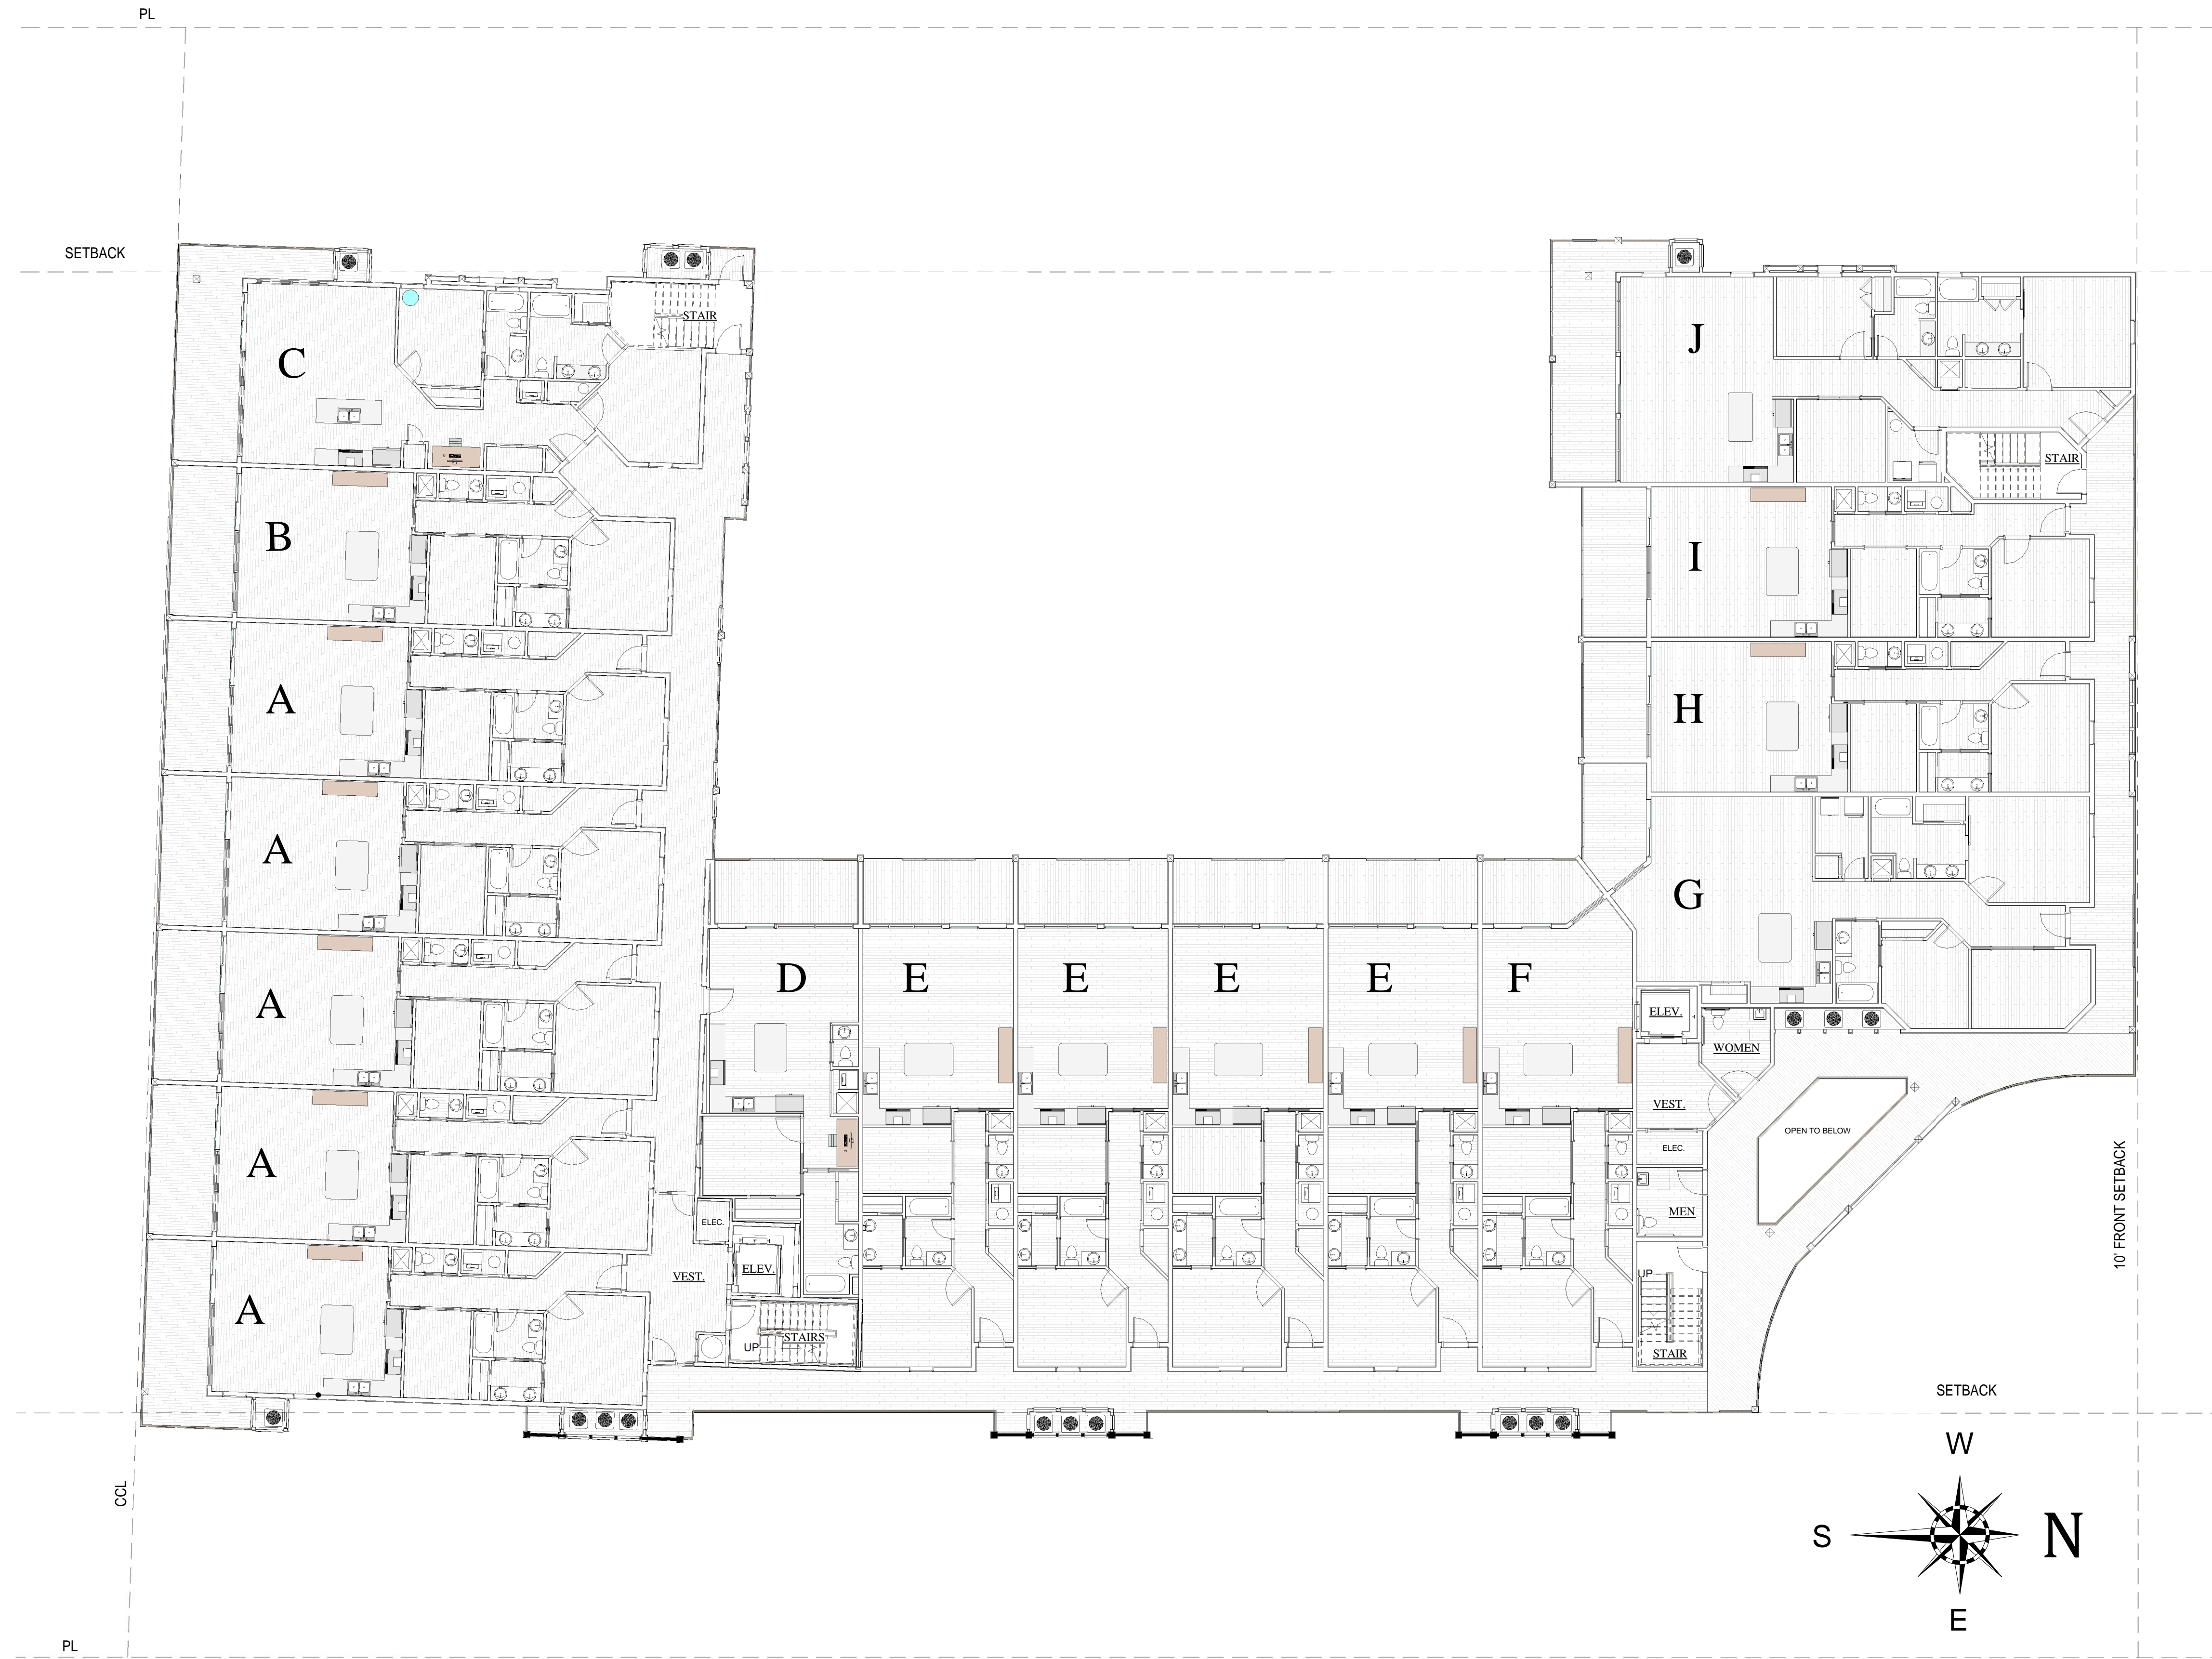 PL
SETBACK
STAIR
C
J
STAIR
B
I
A
H
A
G
D
E
E
E
E
F
A
ELEV.
WOMEN
VEST.
OPEN TO BELOW
ELEC.
A
MEN
10' FRONT SETBACK
ELEC.
VEST.
ELEV.
UP
A
STAIRS
UP
STAIR
SETBACK
W
CCL
S
N
E
PL